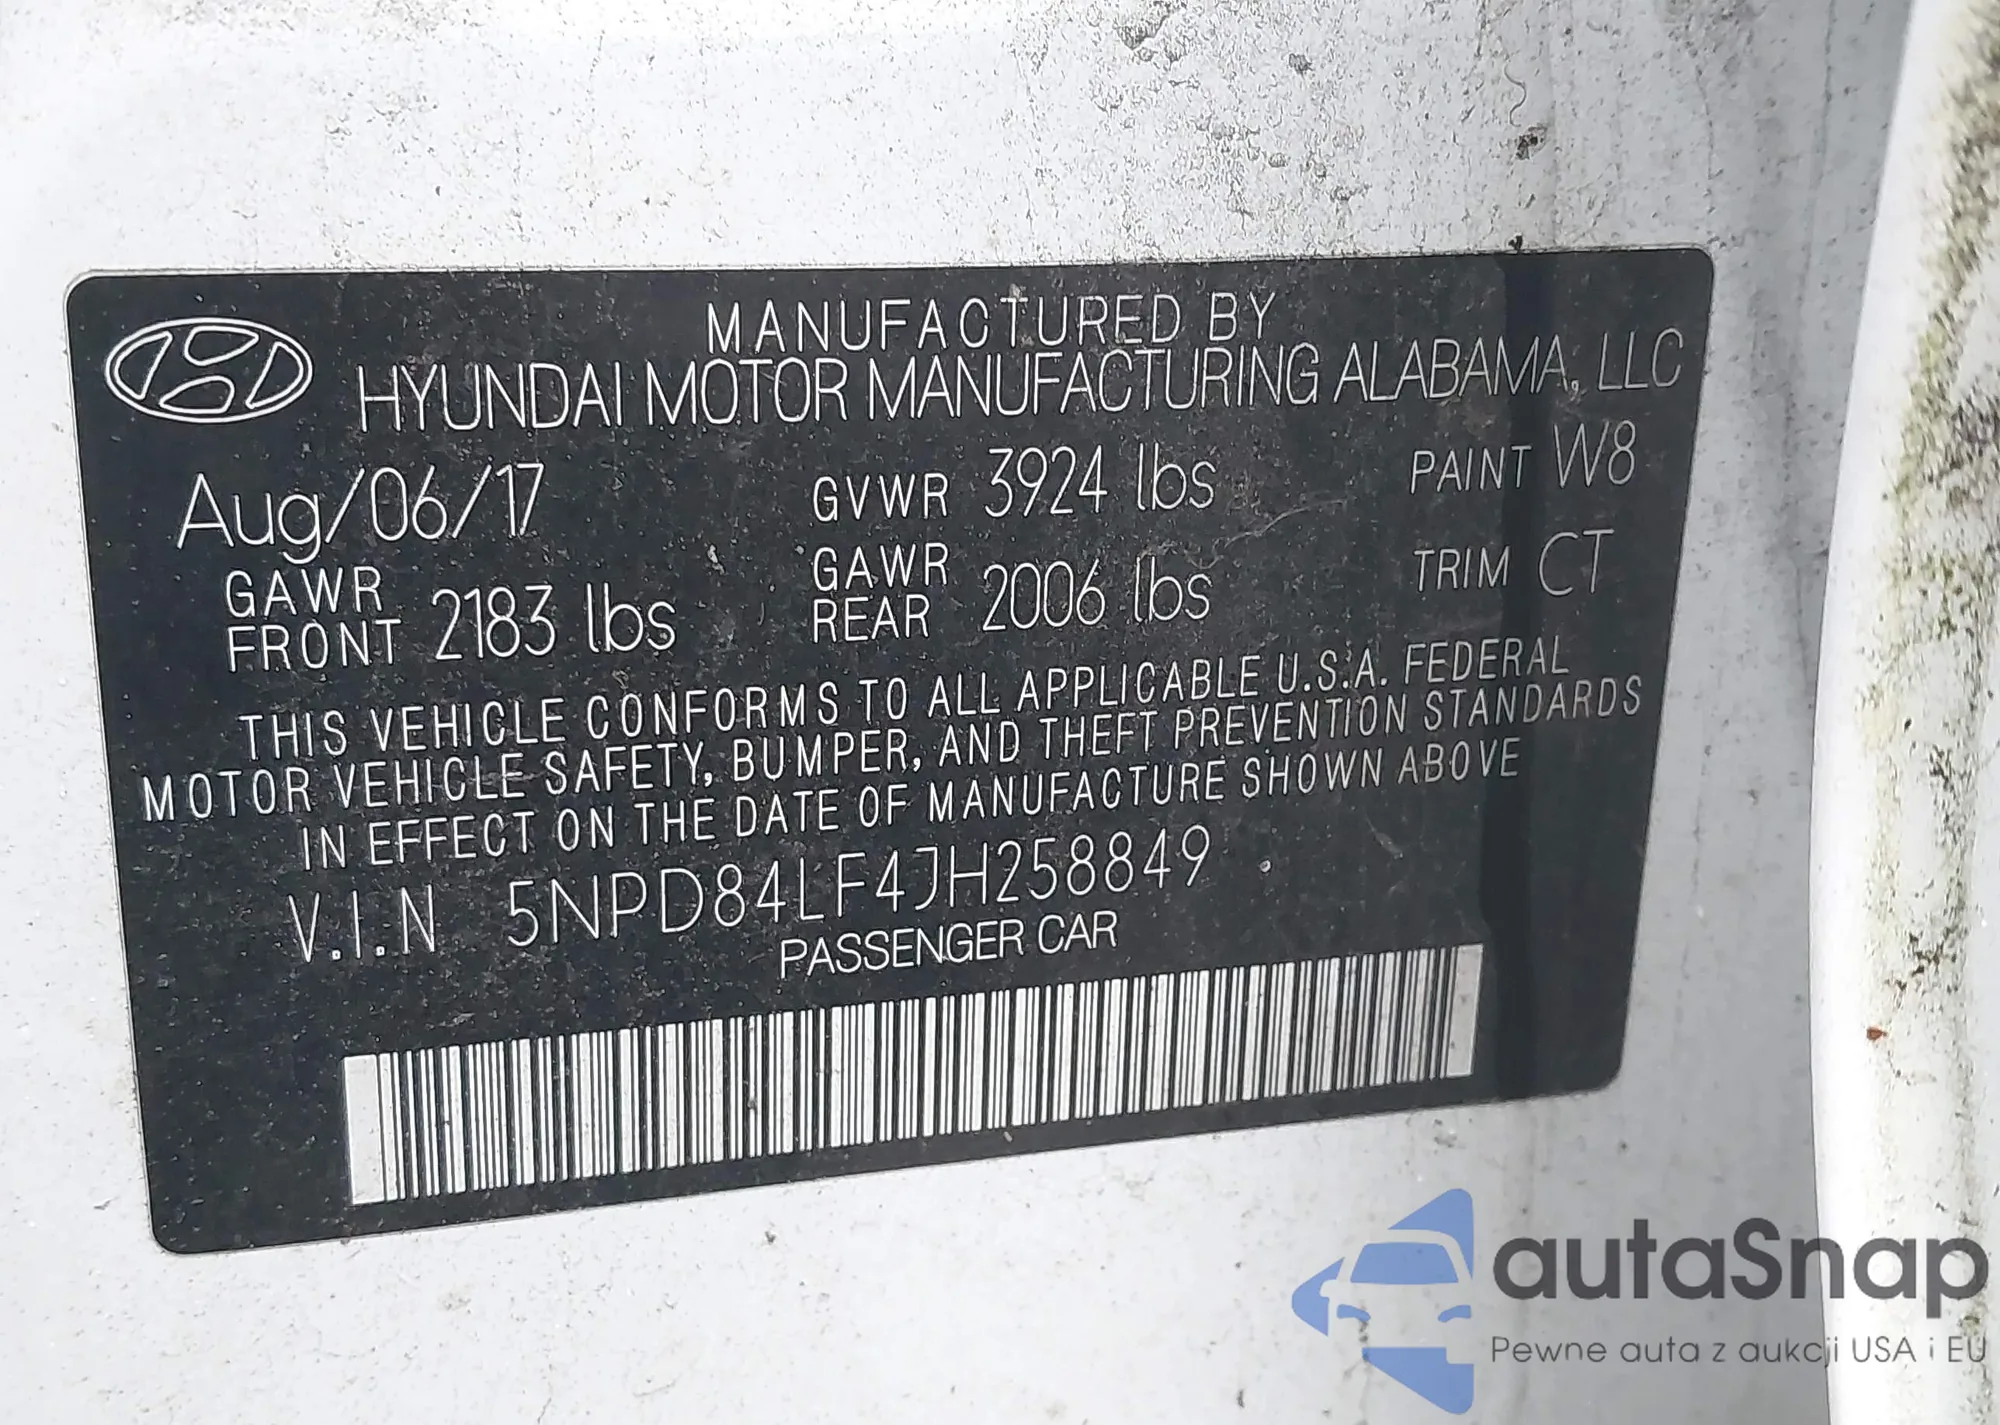 MANUFACTURED BY
HYUNDAI MOTOR MANUFACTURING ALABAMA, LLC
Aug/06/17 GVWR 3924 lbs PAINT W8
GAWR FRONT 2183 lbs GAWR REAR 2006 lbs TRIM CT
THIS VEHICLE CONFORMS TO ALL APPLICABLE U.S.A. FEDERAL
MOTOR VEHICLE SAFETY, BUMPER, AND THEFT PREVENTION STANDARDS
IN EFFECT ON THE DATE OF MANUFACTURE SHOWN ABOVE
V.I.N 5NPD84LF4JH258849 .
PASSENGER CAR
autaSnap
Pewne auta z aukcji USA i EU